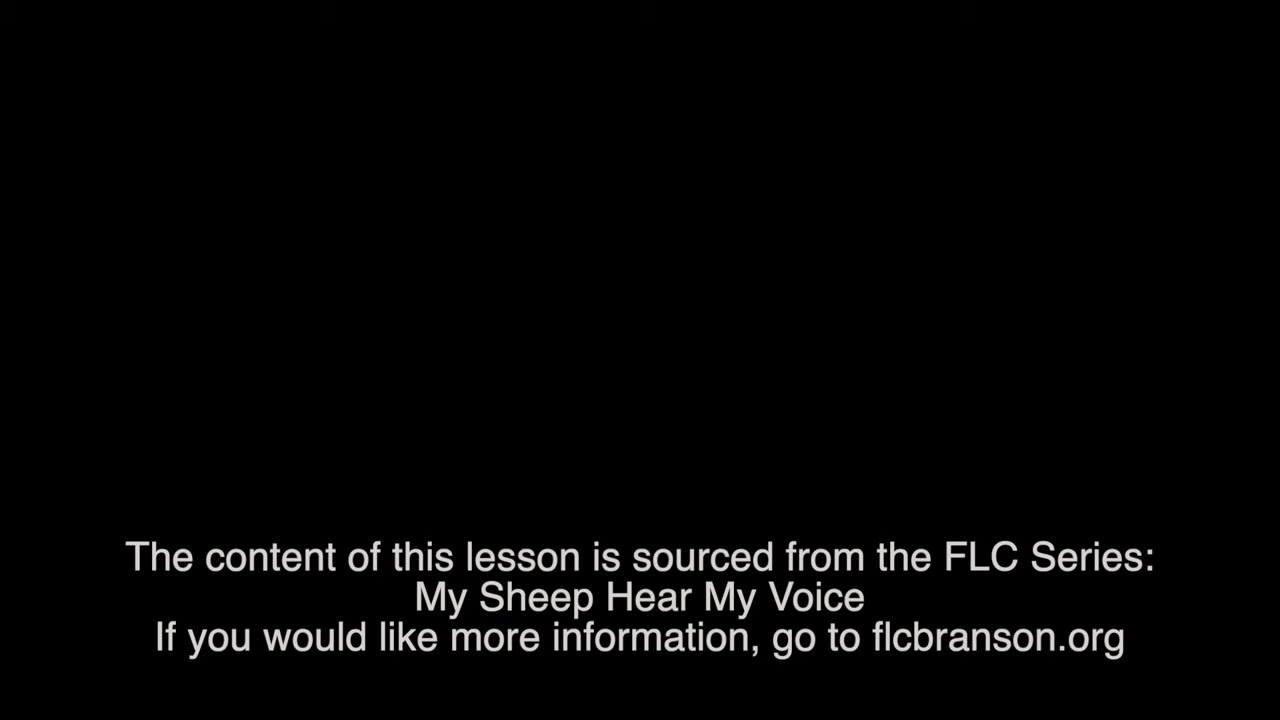 The content of this lesson is sourced from the FLC Series:
My Sheep Hear My Voice
If you would like more information, go to flcbranson.org